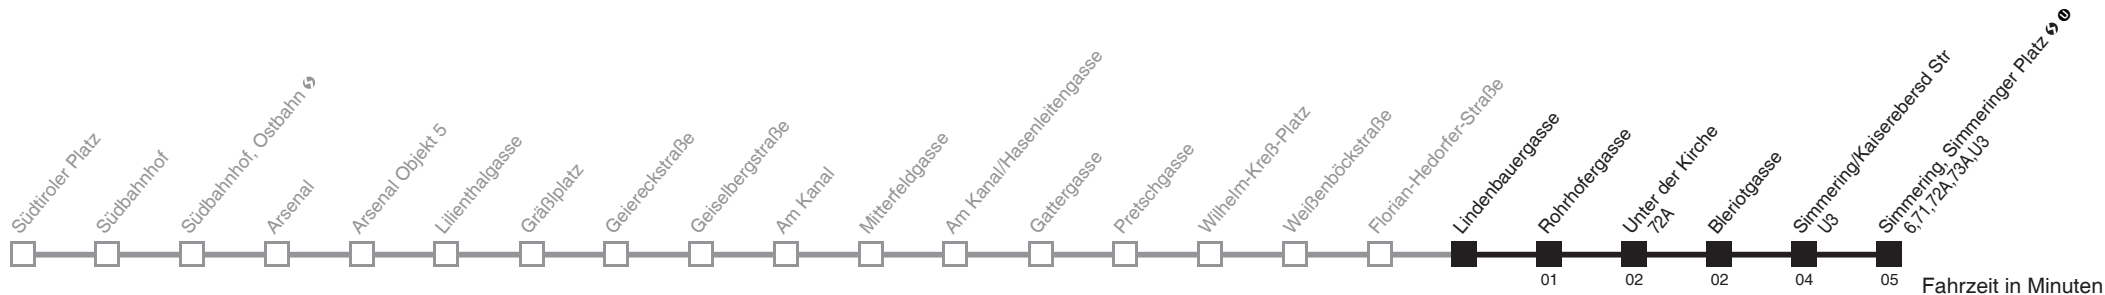 Südtiroler Platz
Südbahnhof
Südbahnhof, Ostbahn
Arsenal
Arsenal Objekt 5
Lilienthalgasse
Gräßlplatz
Geiereckstraße
Geiselbergstraße
Am Kanal
Mitterfeldgasse
Am Kanal/Hasenleitengasse
Gattergasse
Pretschgasse
Wilhelm-Kreß-Platz
Weißenböckstraße
Florian-Hedorfer-Straße
Lindenbauergasse
Rohrhofergasse
Unter der Kirche
72A
Bleriotgasse
Simmering/Kaiserebersd Str
U3
Simmering, Simmeringer Platz S U
6,71,72A,73A,U3
01
02
02
04
05
Fahrzeit in Minuten